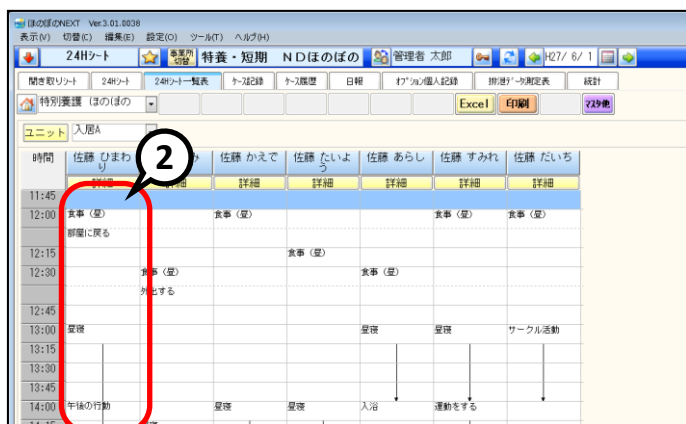 ほのぼのNEXT Ver.3.01.0038
表示(V) 切替(C) 編集(E) 設定(O) ツール(T) ヘルプ(H)
24Hシート 事業所切替 特養・短期 NDほのぼの 管理者 太郎 H27/ 6/ 1
聞き取りシート 24Hシート 24Hシート一覧表 ケース記録 ケース履歴 日報 オプション個人記録 排泄データ測定表 統計
特別養護 ほのぼの Excel 印刷 マスタ他
ユニット 入居A
2
時間 佐藤 ひまわり 佐藤 かえで 佐藤 たいよう 佐藤 あらし 佐藤 すみれ 佐藤 だいち
詳細 詳細 詳細 詳細 詳細 詳細 詳細
11:45
12:00 食事（昼） 食事（昼） 食事（昼） 食事（昼）
部屋に戻る
12:15 食事（昼）
12:30 食事（昼） 食事（昼）
外出する
12:45
13:00 昼寝 昼寝 昼寝 サークル活動
13:15
13:30
13:45
14:00 午後の行動 昼寝 昼寝 入浴 運動をする